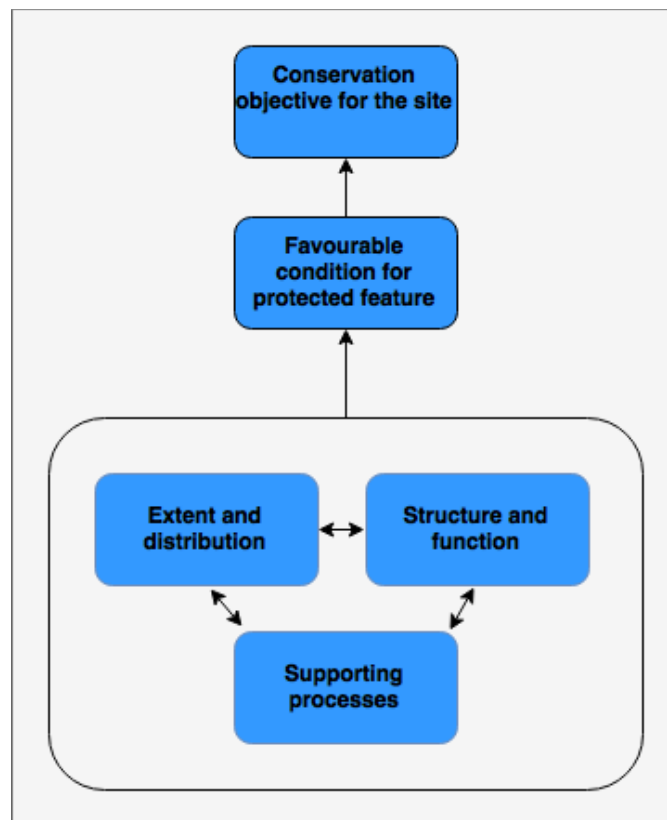 Conservation
objective for the site
Favourable
condition for
protected feature
Extent and
distribution
Structure and
function
Supporting
processes